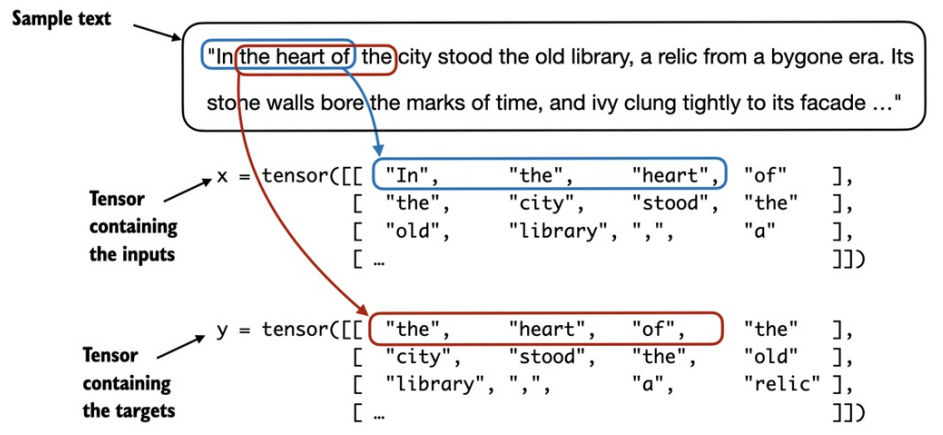 Sample text
"In the heart of the city stood the old library, a relic from a bygone era. Its
stone walls bore the marks of time, and ivy clung tightly to its facade …"
Tensor
containing
the inputs
x = tensor([[ "In", "the", "heart", "of" ],
[ "the", "city", "stood", "the" ],
[ "old", "library", ",", "a" ],
[ … ]])
Tensor
containing
the targets
y = tensor([[ "the", "heart", "of", "the" ],
[ "city", "stood", "the", "old" ],
[ "library", ",", "a", "relic" ],
[ … ]])